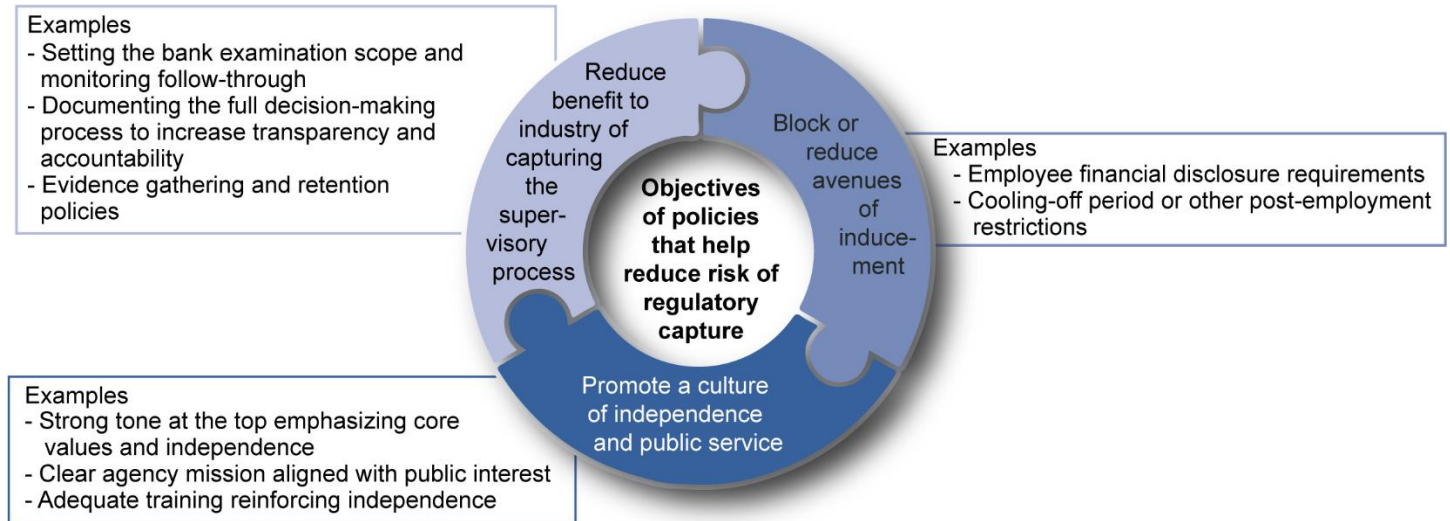 Examples
- Setting the bank examination scope and
monitoring follow-through
- Documenting the full decision-making
process to increase transparency and
accountability
- Evidence gathering and retention
policies
Reduce
benefit to
industry of
capturing
the
super-
visory
process
Block or
reduce
avenues
of
induce-
ment
Examples
- Employee financial disclosure requirements
- Cooling-off period or other post-employment
restrictions
Objectives
of policies
that help
reduce risk of
regulatory
capture
Examples
- Strong tone at the top emphasizing core
values and independence
- Clear agency mission aligned with public interest
- Adequate training reinforcing independence
Promote a culture
of independence
and public service